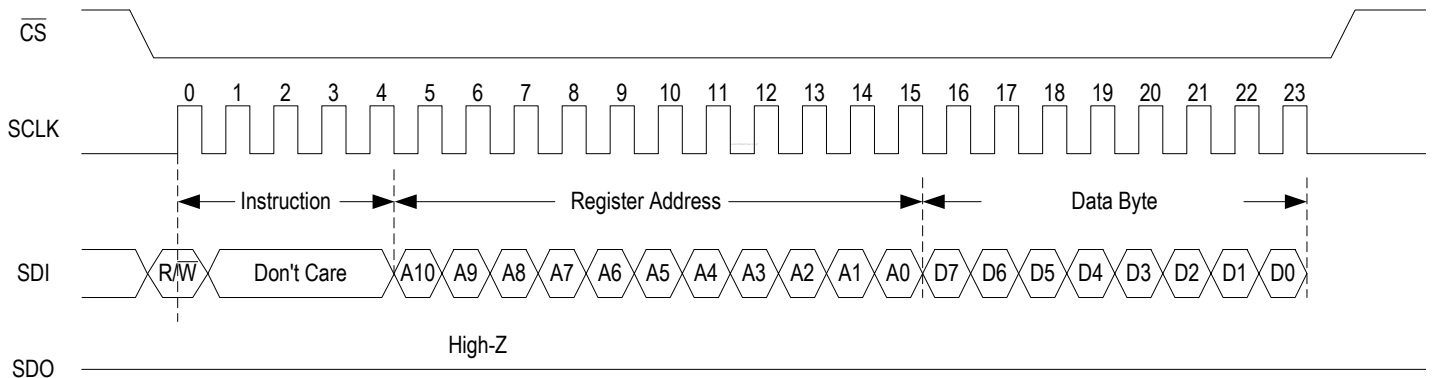 C̅S̅
0 1 2 3 4 5 6 7 8 9 10 11 12 13 14 15 16 17 18 19 20 21 22 23
SCLK
Instruction Register Address Data Byte
SDI R/W̅ Don't Care A10 A9 A8 A7 A6 A5 A4 A3 A2 A1 A0 D7 D6 D5 D4 D3 D2 D1 D0
High-Z
SDO